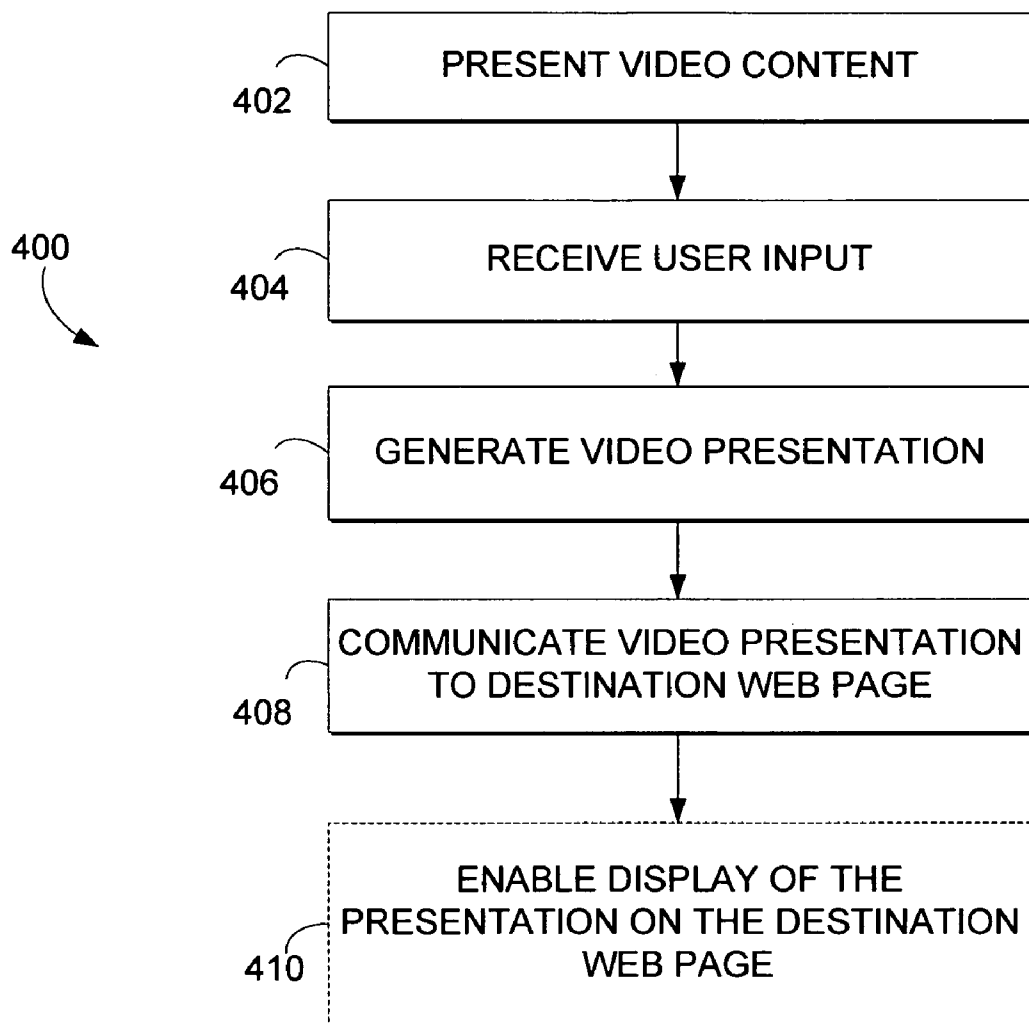 PRESENT VIDEO CONTENT
402
400
RECEIVE USER INPUT
404
GENERATE VIDEO PRESENTATION
406
COMMUNICATE VIDEO PRESENTATION
TO DESTINATION WEB PAGE
408
ENABLE DISPLAY OF THE
PRESENTATION ON THE DESTINATION
WEB PAGE
410